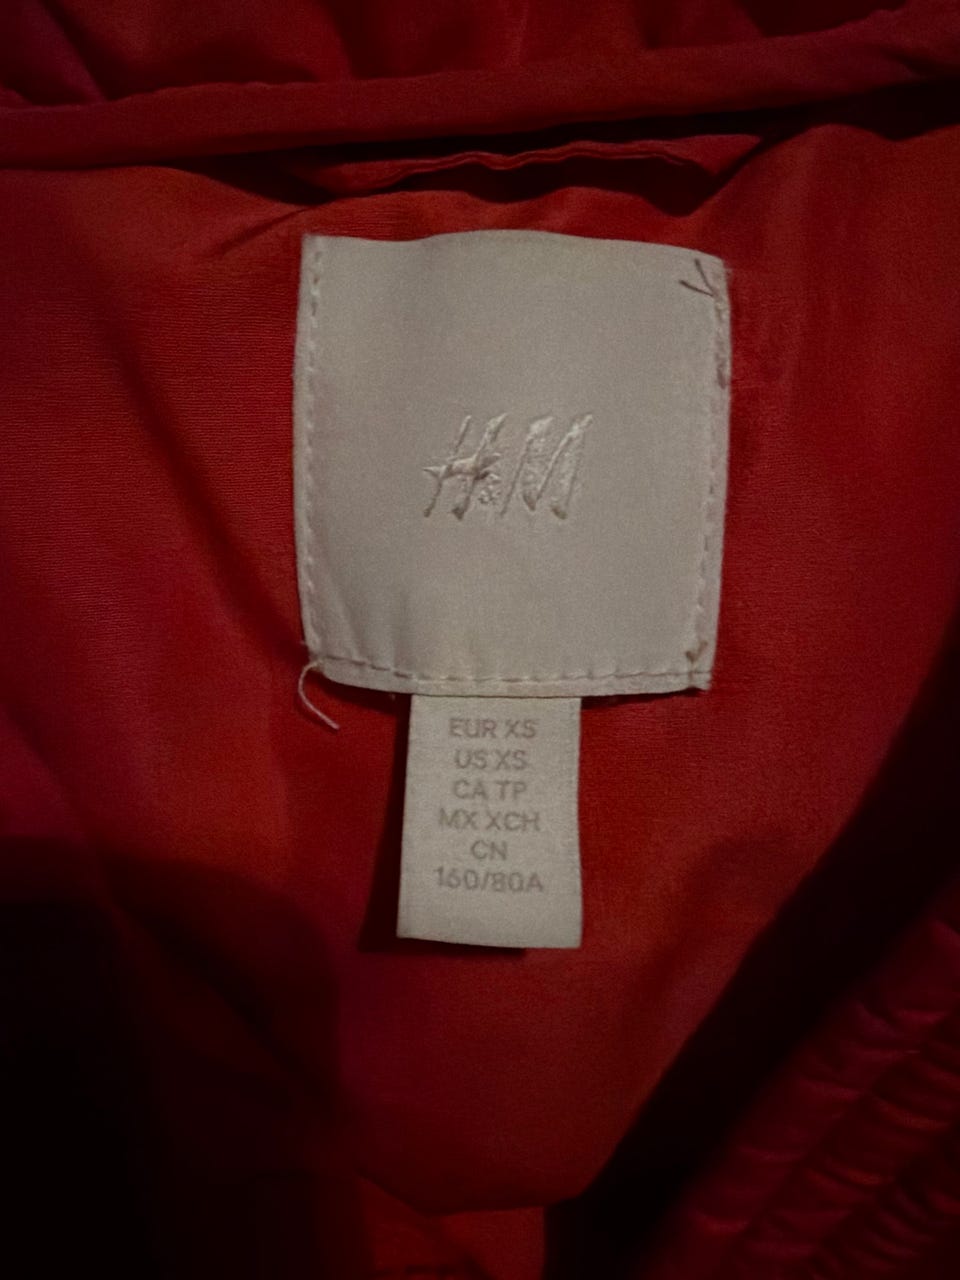 H&M
EUR XS
US XS
CA TP
MX XCH
CN
160/80A